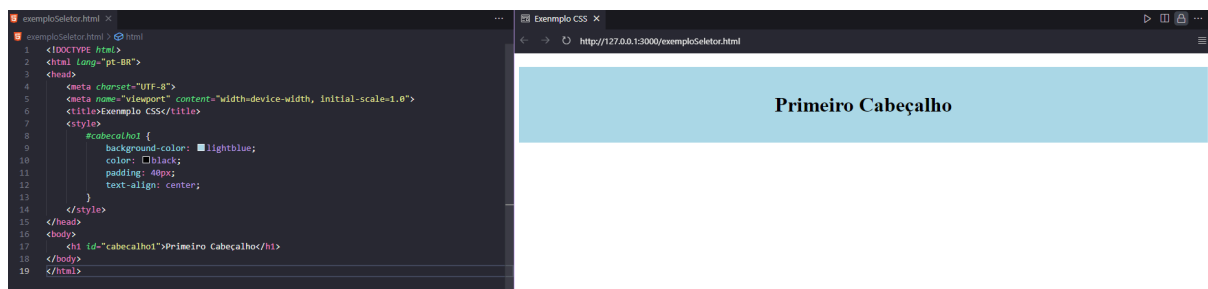 exemploSeletor.html
exemploSeletor.html > html
1 <!DOCTYPE html>
2 <html lang="pt-BR">
3 <head>
4 <meta charset="UTF-8">
5 <meta name="viewport" content="width=device-width, initial-scale=1.0">
6 <title>Exenmplo CSS</title>
7 <style>
8 #cabecalho1 {
9 background-color: lightblue;
10 color: black;
11 padding: 40px;
12 text-align: center;
13 }
14 </style>
15 </head>
16 <body>
17 <h1 id="cabecalho1">Primeiro Cabeçalho</h1>
18 </body>
19 </html>
Exenmplo CSS
http://127.0.0.1:3000/exemploSeletor.html
Primeiro Cabeçalho